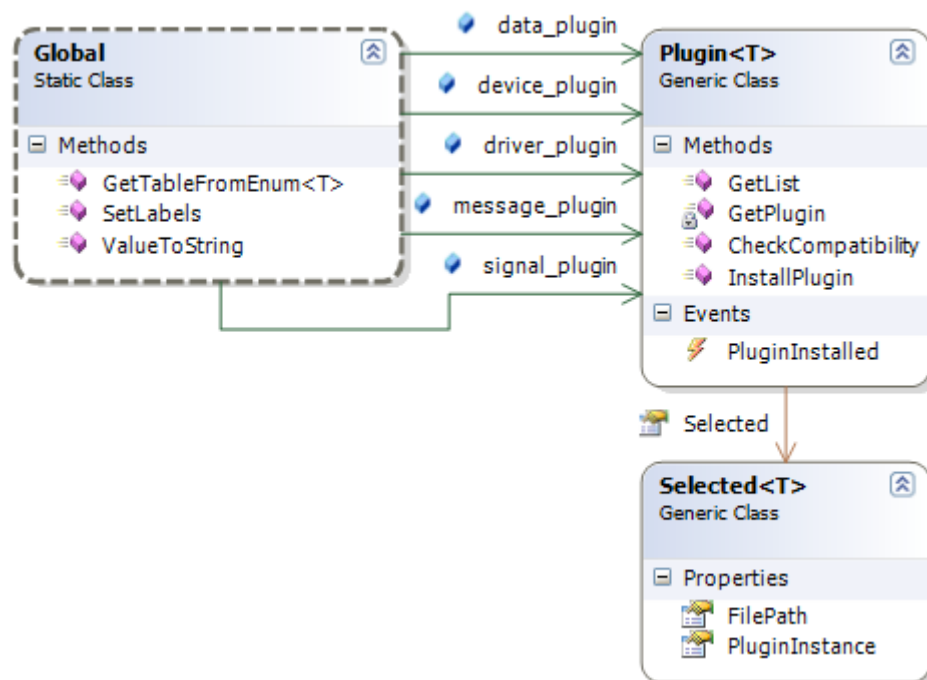 Global
Static Class
Methods
GetTableFromEnum<T>
SetLabels
ValueToString
data_plugin
device_plugin
driver_plugin
message_plugin
signal_plugin
Plugin<T>
Generic Class
Methods
GetList
GetPlugin
CheckCompatibility
InstallPlugin
Events
PluginInstalled
Selected
Selected<T>
Generic Class
Properties
FilePath
PluginInstance